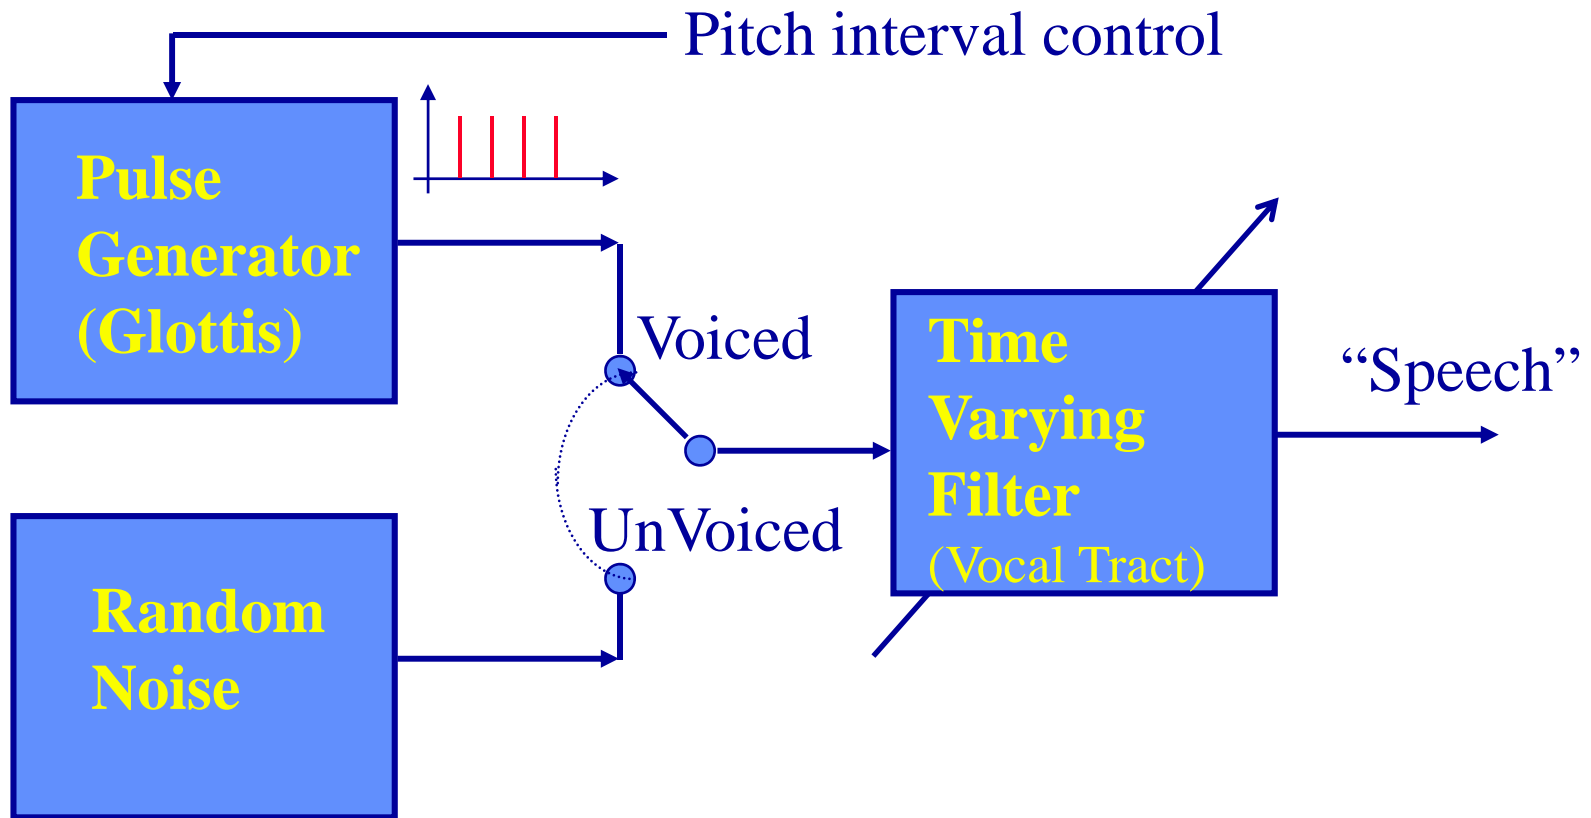 Pitch interval control
Pulse
Generator
(Glottis)
Voiced
UnVoiced
Random
Noise
Time
Varying
Filter
(Vocal Tract)
“Speech”